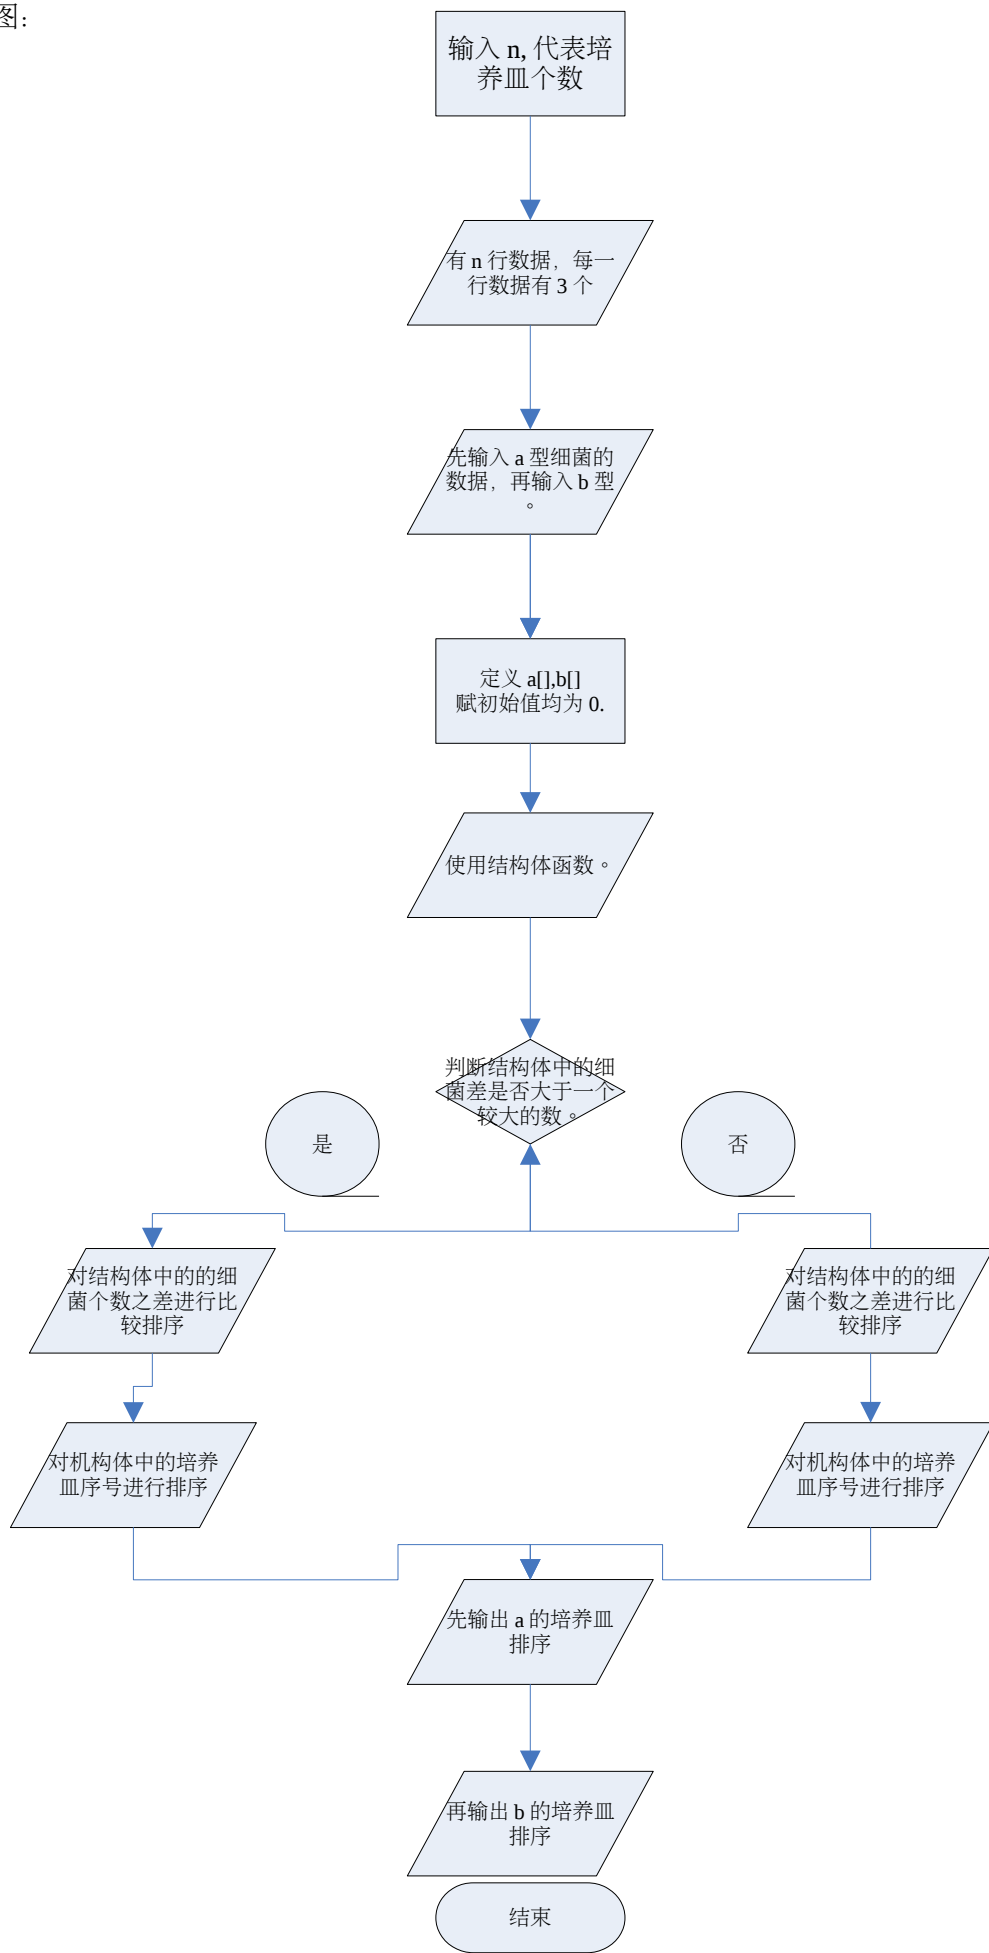 图：
输入 n, 代表培
养皿个数
有 n 行数据，每一
行数据有 3 个
先输入 a 型细菌的
数据，再输入 b 型
。
定义 a[],b[]
赋初始值均为 0.
使用结构体函数。
判断结构体中的细
菌差是否大于一个
较大的数。
是
否
对结构体中的的细
菌个数之差进行比
较排序
对结构体中的的细
菌个数之差进行比
较排序
对机构体中的培养
皿序号进行排序
对机构体中的培养
皿序号进行排序
先输出 a 的培养皿
排序
再输出 b 的培养皿
排序
结束